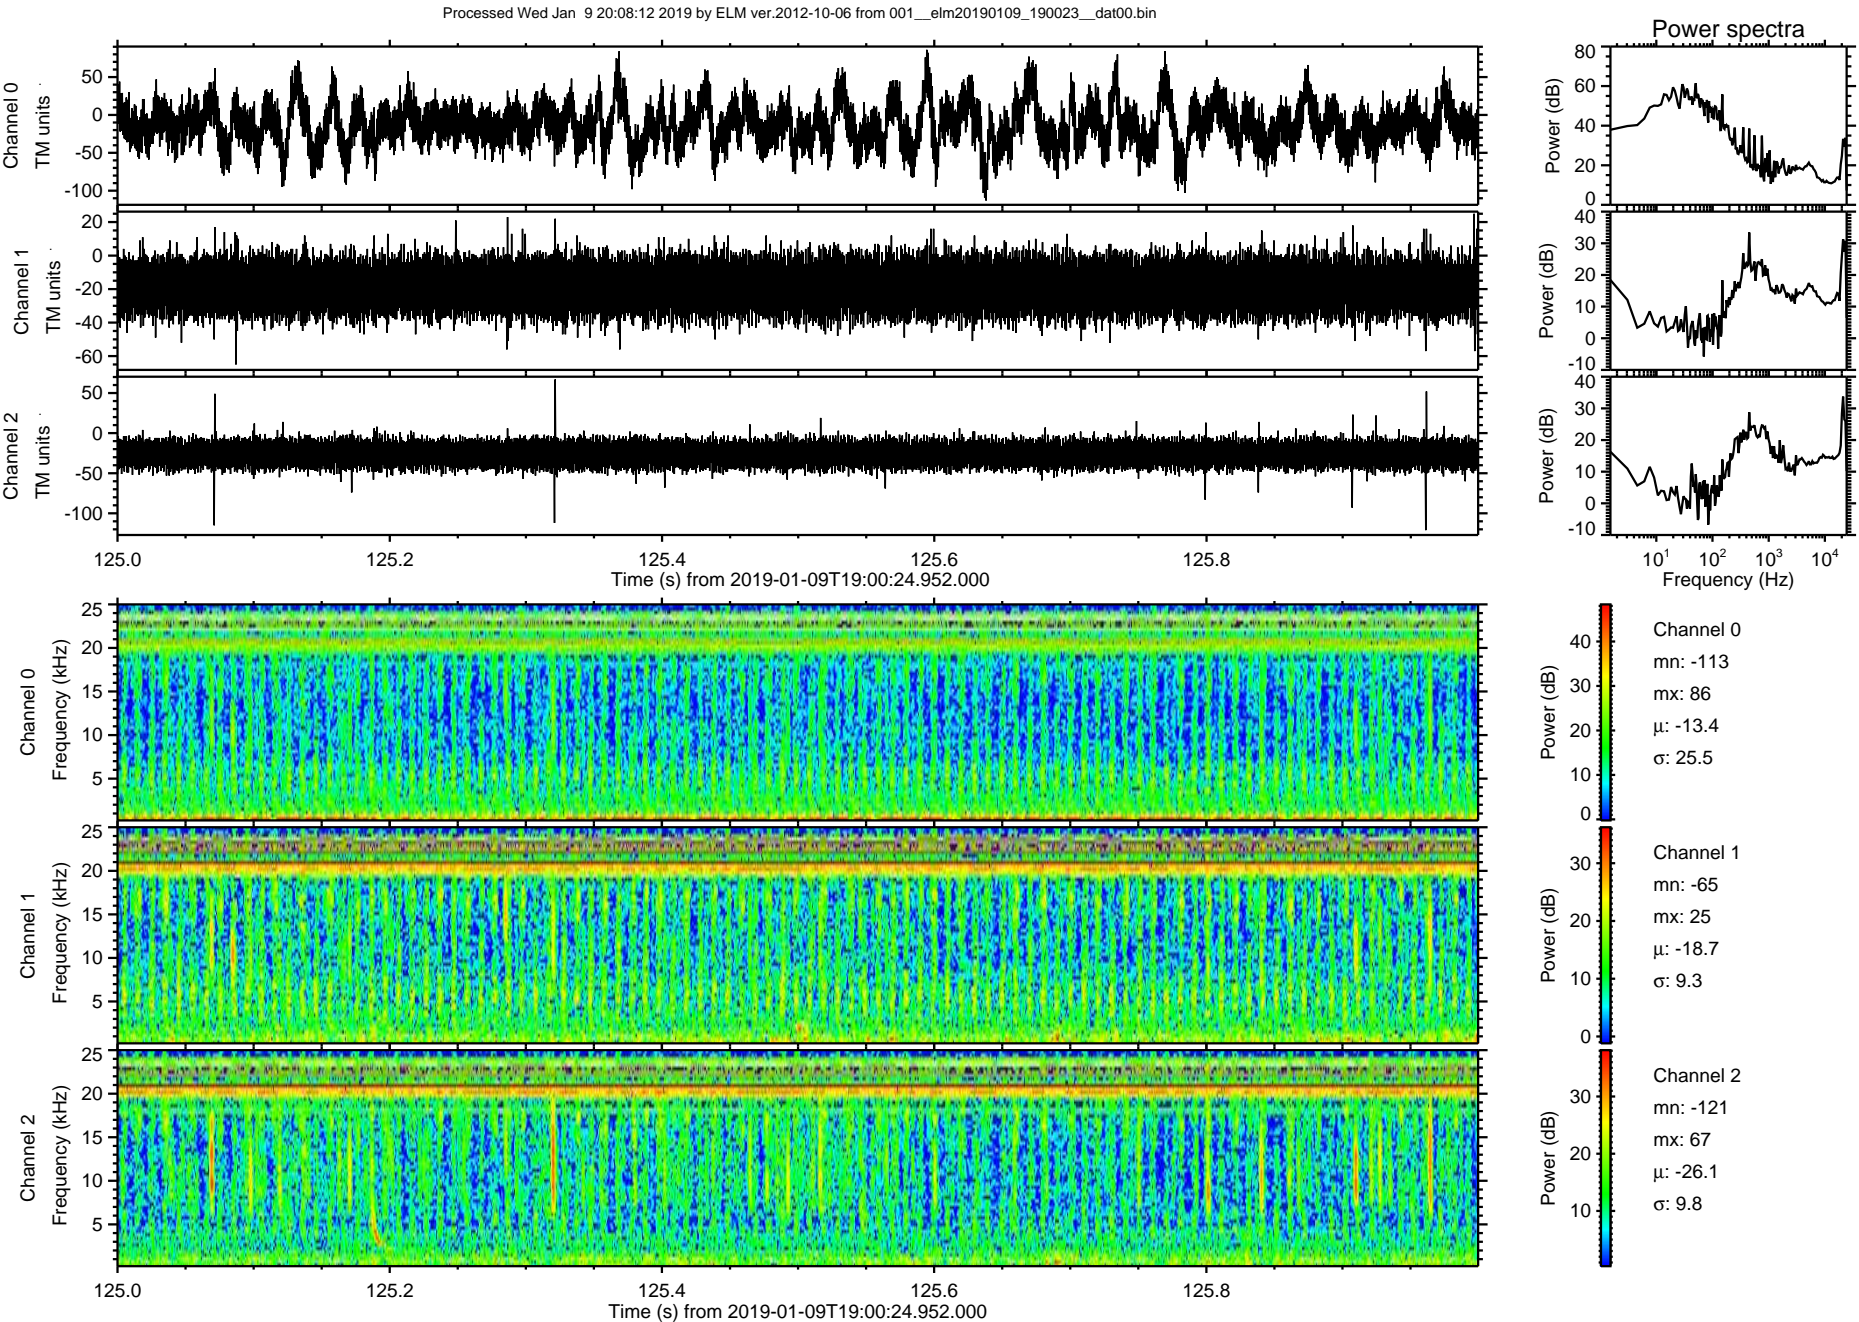 Processed Wed Jan  9 20:08:12 2019 by ELM ver.2012-10-06 from 001__elm20190109_190023__dat00.bin
Power spectra
Channel 0
TM units
50
0
-50
-100
Power (dB)
80
60
40
20
0
Channel 1
TM units
20
0
-20
-40
-60
Power (dB)
40
30
20
10
0
-10
Channel 2
TM units
50
0
-50
-100
Power (dB)
40
30
20
10
0
-10
125.0 125.2 125.4 125.6 125.8
Time (s) from 2019-01-09T19:00:24.952.000
10^1 10^2 10^3 10^4
Frequency (Hz)
Channel 0
Frequency (kHz)
25
20
15
10
5
Power (dB)
40
30
20
10
0
Channel 0
mn: -113
mx: 86
μ: -13.4
σ: 25.5
Channel 1
Frequency (kHz)
25
20
15
10
5
Power (dB)
30
20
10
0
Channel 1
mn: -65
mx: 25
μ: -18.7
σ: 9.3
Channel 2
Frequency (kHz)
25
20
15
10
5
Power (dB)
30
20
10
Channel 2
mn: -121
mx: 67
μ: -26.1
σ: 9.8
125.0 125.2 125.4 125.6 125.8
Time (s) from 2019-01-09T19:00:24.952.000